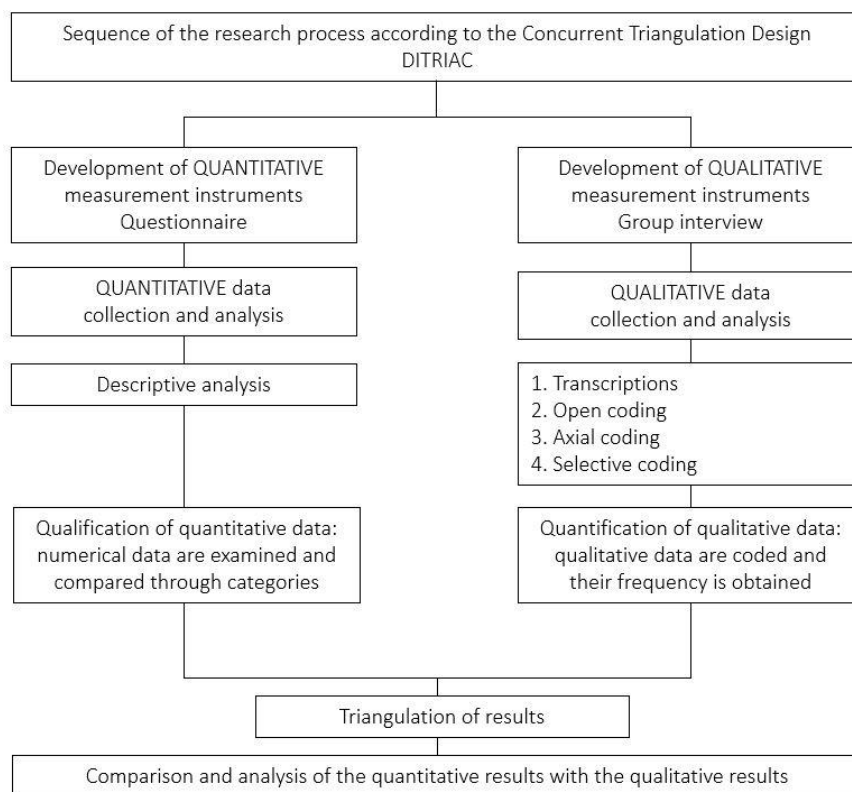 Sequence of the research process according to the Concurrent Triangulation Design
DITRIAC
Development of QUANTITATIVE
measurement instruments
Questionnaire
Development of QUALITATIVE
measurement instruments
Group interview
QUANTITATIVE data
collection and analysis
QUALITATIVE data
collection and analysis
Descriptive analysis
1. Transcriptions
2. Open coding
3. Axial coding
4. Selective coding
Qualification of quantitative data:
numerical data are examined and
compared through categories
Quantification of qualitative data:
qualitative data are coded and
their frequency is obtained
Triangulation of results
Comparison and analysis of the quantitative results with the qualitative results